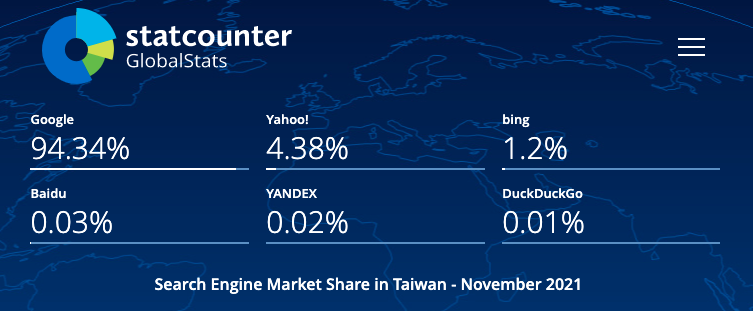 statcounter
GlobalStats
Google Yahoo! bing
94.34% 4.38% 1.2%
Baidu YANDEX DuckDuckGo
0.03% 0.02% 0.01%
Search Engine Market Share in Taiwan - November 2021